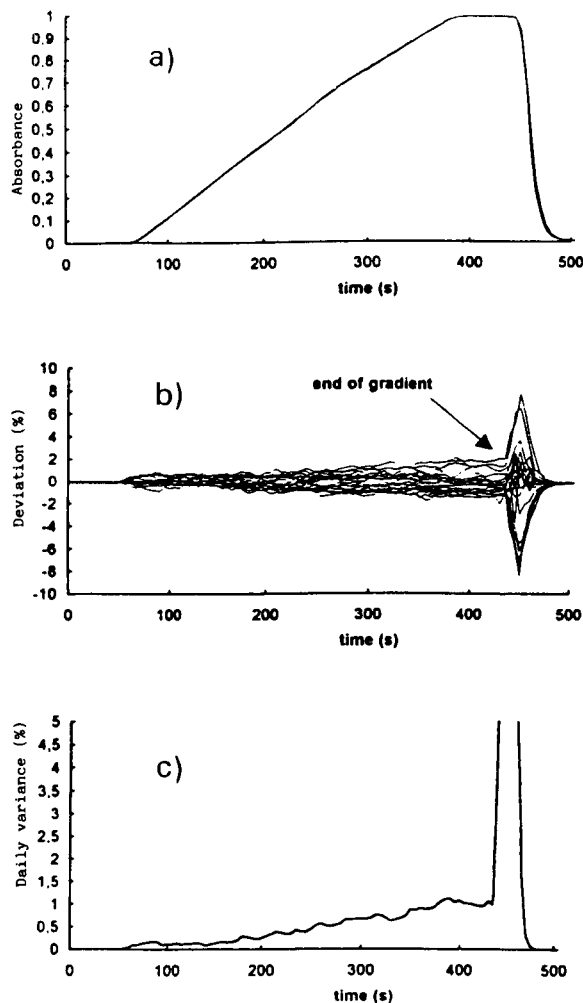 a)
Absorbance
1
0,9
0,8
0,7
0,6
0,5
0,4
0,3
0,2
0,1
0
0 100 200 300 400 500
time (s)
b)
end of gradient
Deviation (%)
10
8
6
4
2
0
-2
-4
-6
-8
-10
0 100 200 300 400 500
time (s)
c)
Daily variance (%)
5
4,5
4
3,5
3
2,5
2
1,5
1
0,5
0
0 100 200 300 400 500
time (s)